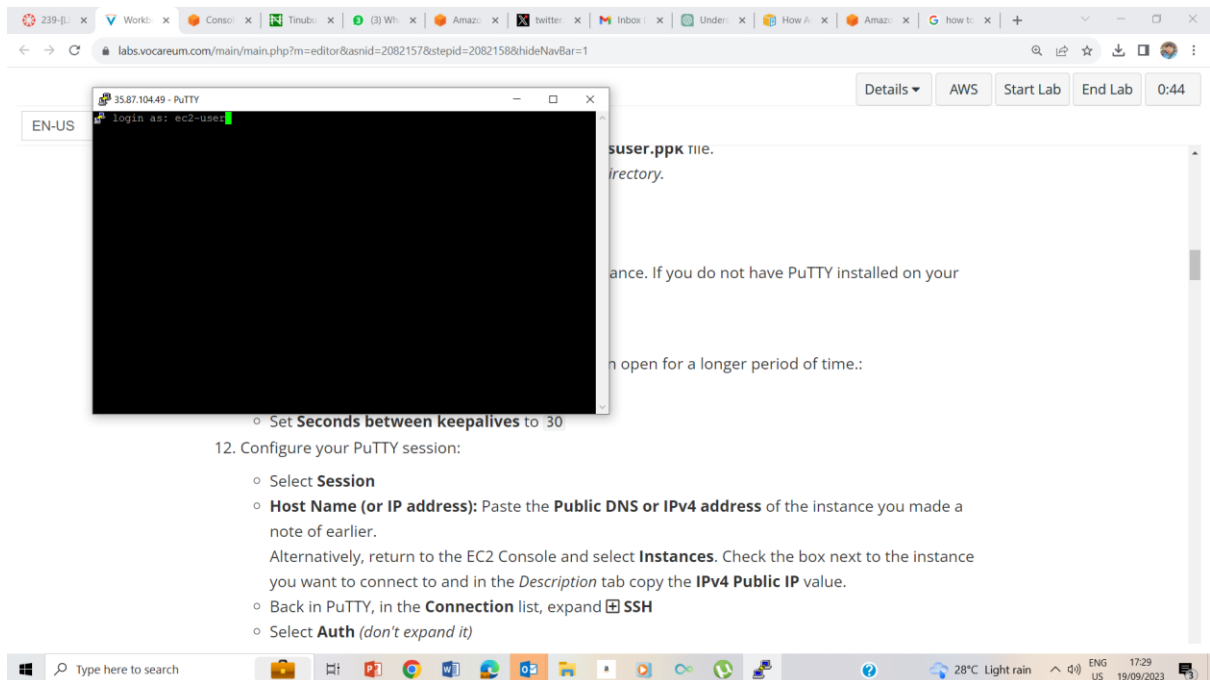 239-[L
Workb
Consol
Tinubu
(3) Wh
Amazo
twitter.
Inbox (
Unders
How A
Amazo
how to
labs.vocareum.com/main/main.php?m=editor&asnid=2082157&stepid=2082158&hideNavBar=1
Details
AWS
Start Lab
End Lab
0:44
EN-US
35.87.104.49 - PuTTY
login as: ec2-user
suser.ppk file.
irectory.
ance. If you do not have PuTTY installed on your
n open for a longer period of time.:
Set Seconds between keepalives to 30
12. Configure your PuTTY session:
Select Session
Host Name (or IP address): Paste the Public DNS or IPv4 address of the instance you made a
note of earlier.
Alternatively, return to the EC2 Console and select Instances. Check the box next to the instance
you want to connect to and in the Description tab copy the IPv4 Public IP value.
Back in PuTTY, in the Connection list, expand SSH
Select Auth (don't expand it)
Type here to search
28°C Light rain
ENG
US
17:29
19/09/2023